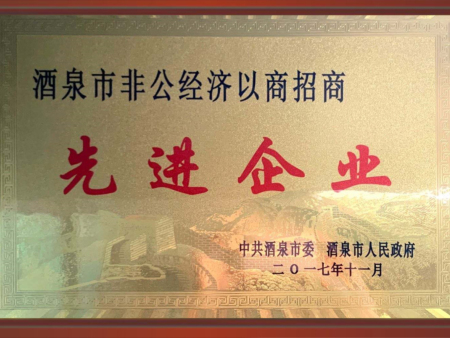 酒泉市非公经济以商招商
先进企业
中共酒泉市委 酒泉市人民政府
二〇一七年十一月